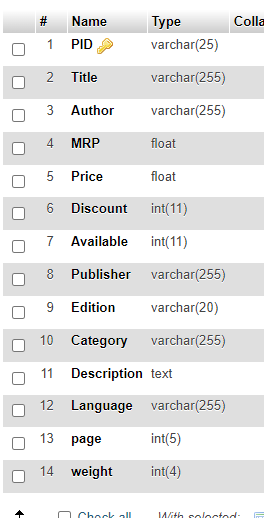 # Name Type Colla
1 PID varchar(25)
2 Title varchar(255)
3 Author varchar(255)
4 MRP float
5 Price float
6 Discount int(11)
7 Available int(11)
8 Publisher varchar(255)
9 Edition varchar(20)
10 Category varchar(255)
11 Description text
12 Language varchar(255)
13 page int(5)
14 weight int(4)
Check all With selected: